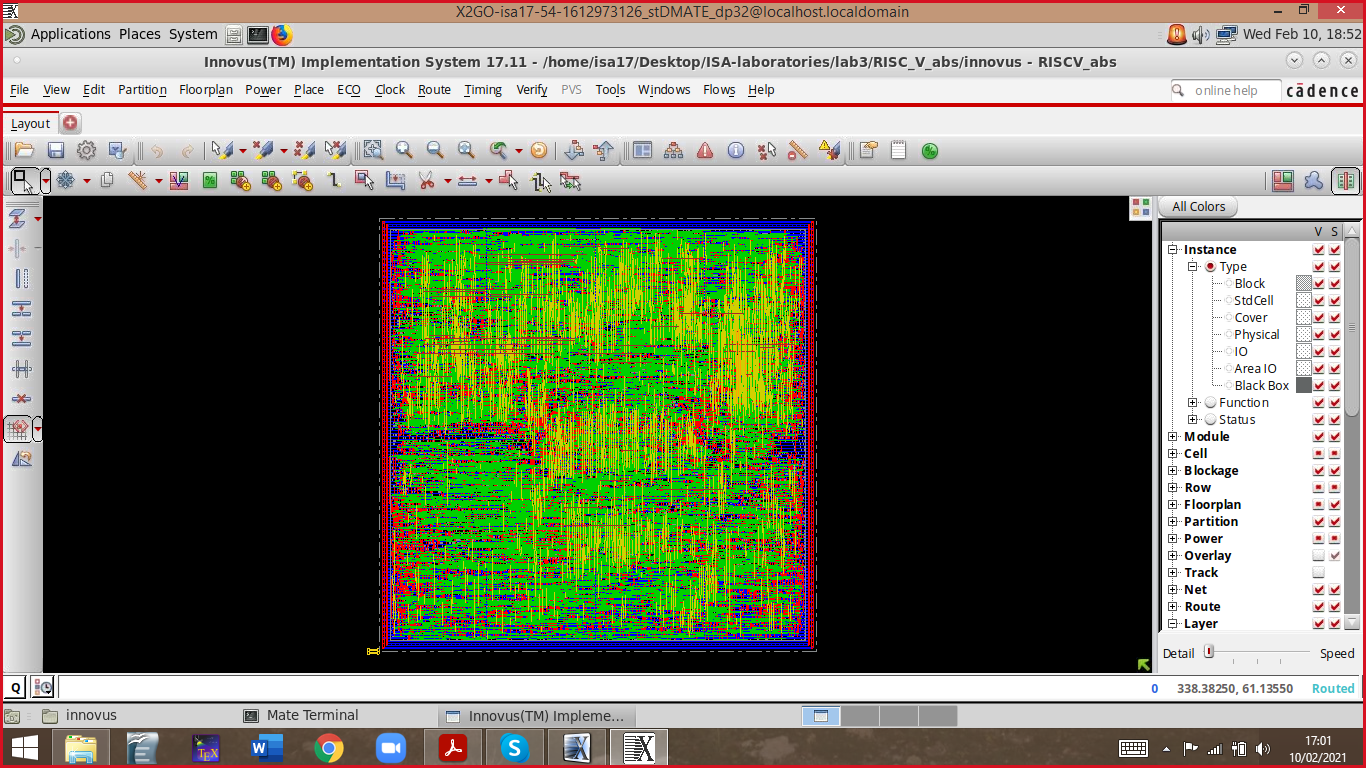 X2GO-isa17-54-1612973126_stDMATE_dp32@localhost.localdomain
Applications Places System
Wed Feb 10, 18:52
Innovus(TM) Implementation System 17.11 - /home/isa17/Desktop/ISA-laboratories/lab3/RISC_V_abs/innovus - RISCV_abs
File View Edit Partition Floorplan Power Place ECO Clock Route Timing Verify PVS Tools Windows Flows Help
online help
cādence
Layout
All Colors
V S
Instance
Type
Block
StdCell
Cover
Physical
IO
Area IO
Black Box
Function
Status
Module
Cell
Blockage
Row
Floorplan
Partition
Power
Overlay
Track
Net
Route
Layer
Detail Speed
Q
0 338.38250, 61.13550 Routed
innovus Mate Terminal Innovus(TM) Impleme...
17:01
10/02/2021